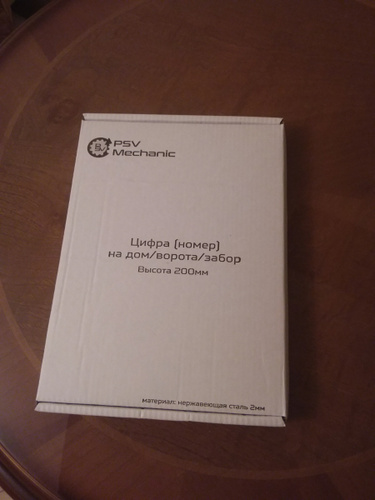 PSV
Mechanic
Цифра (номер)
на дом/ворота/забор
Высота 200мм
материал: нержавеющая сталь 2мм